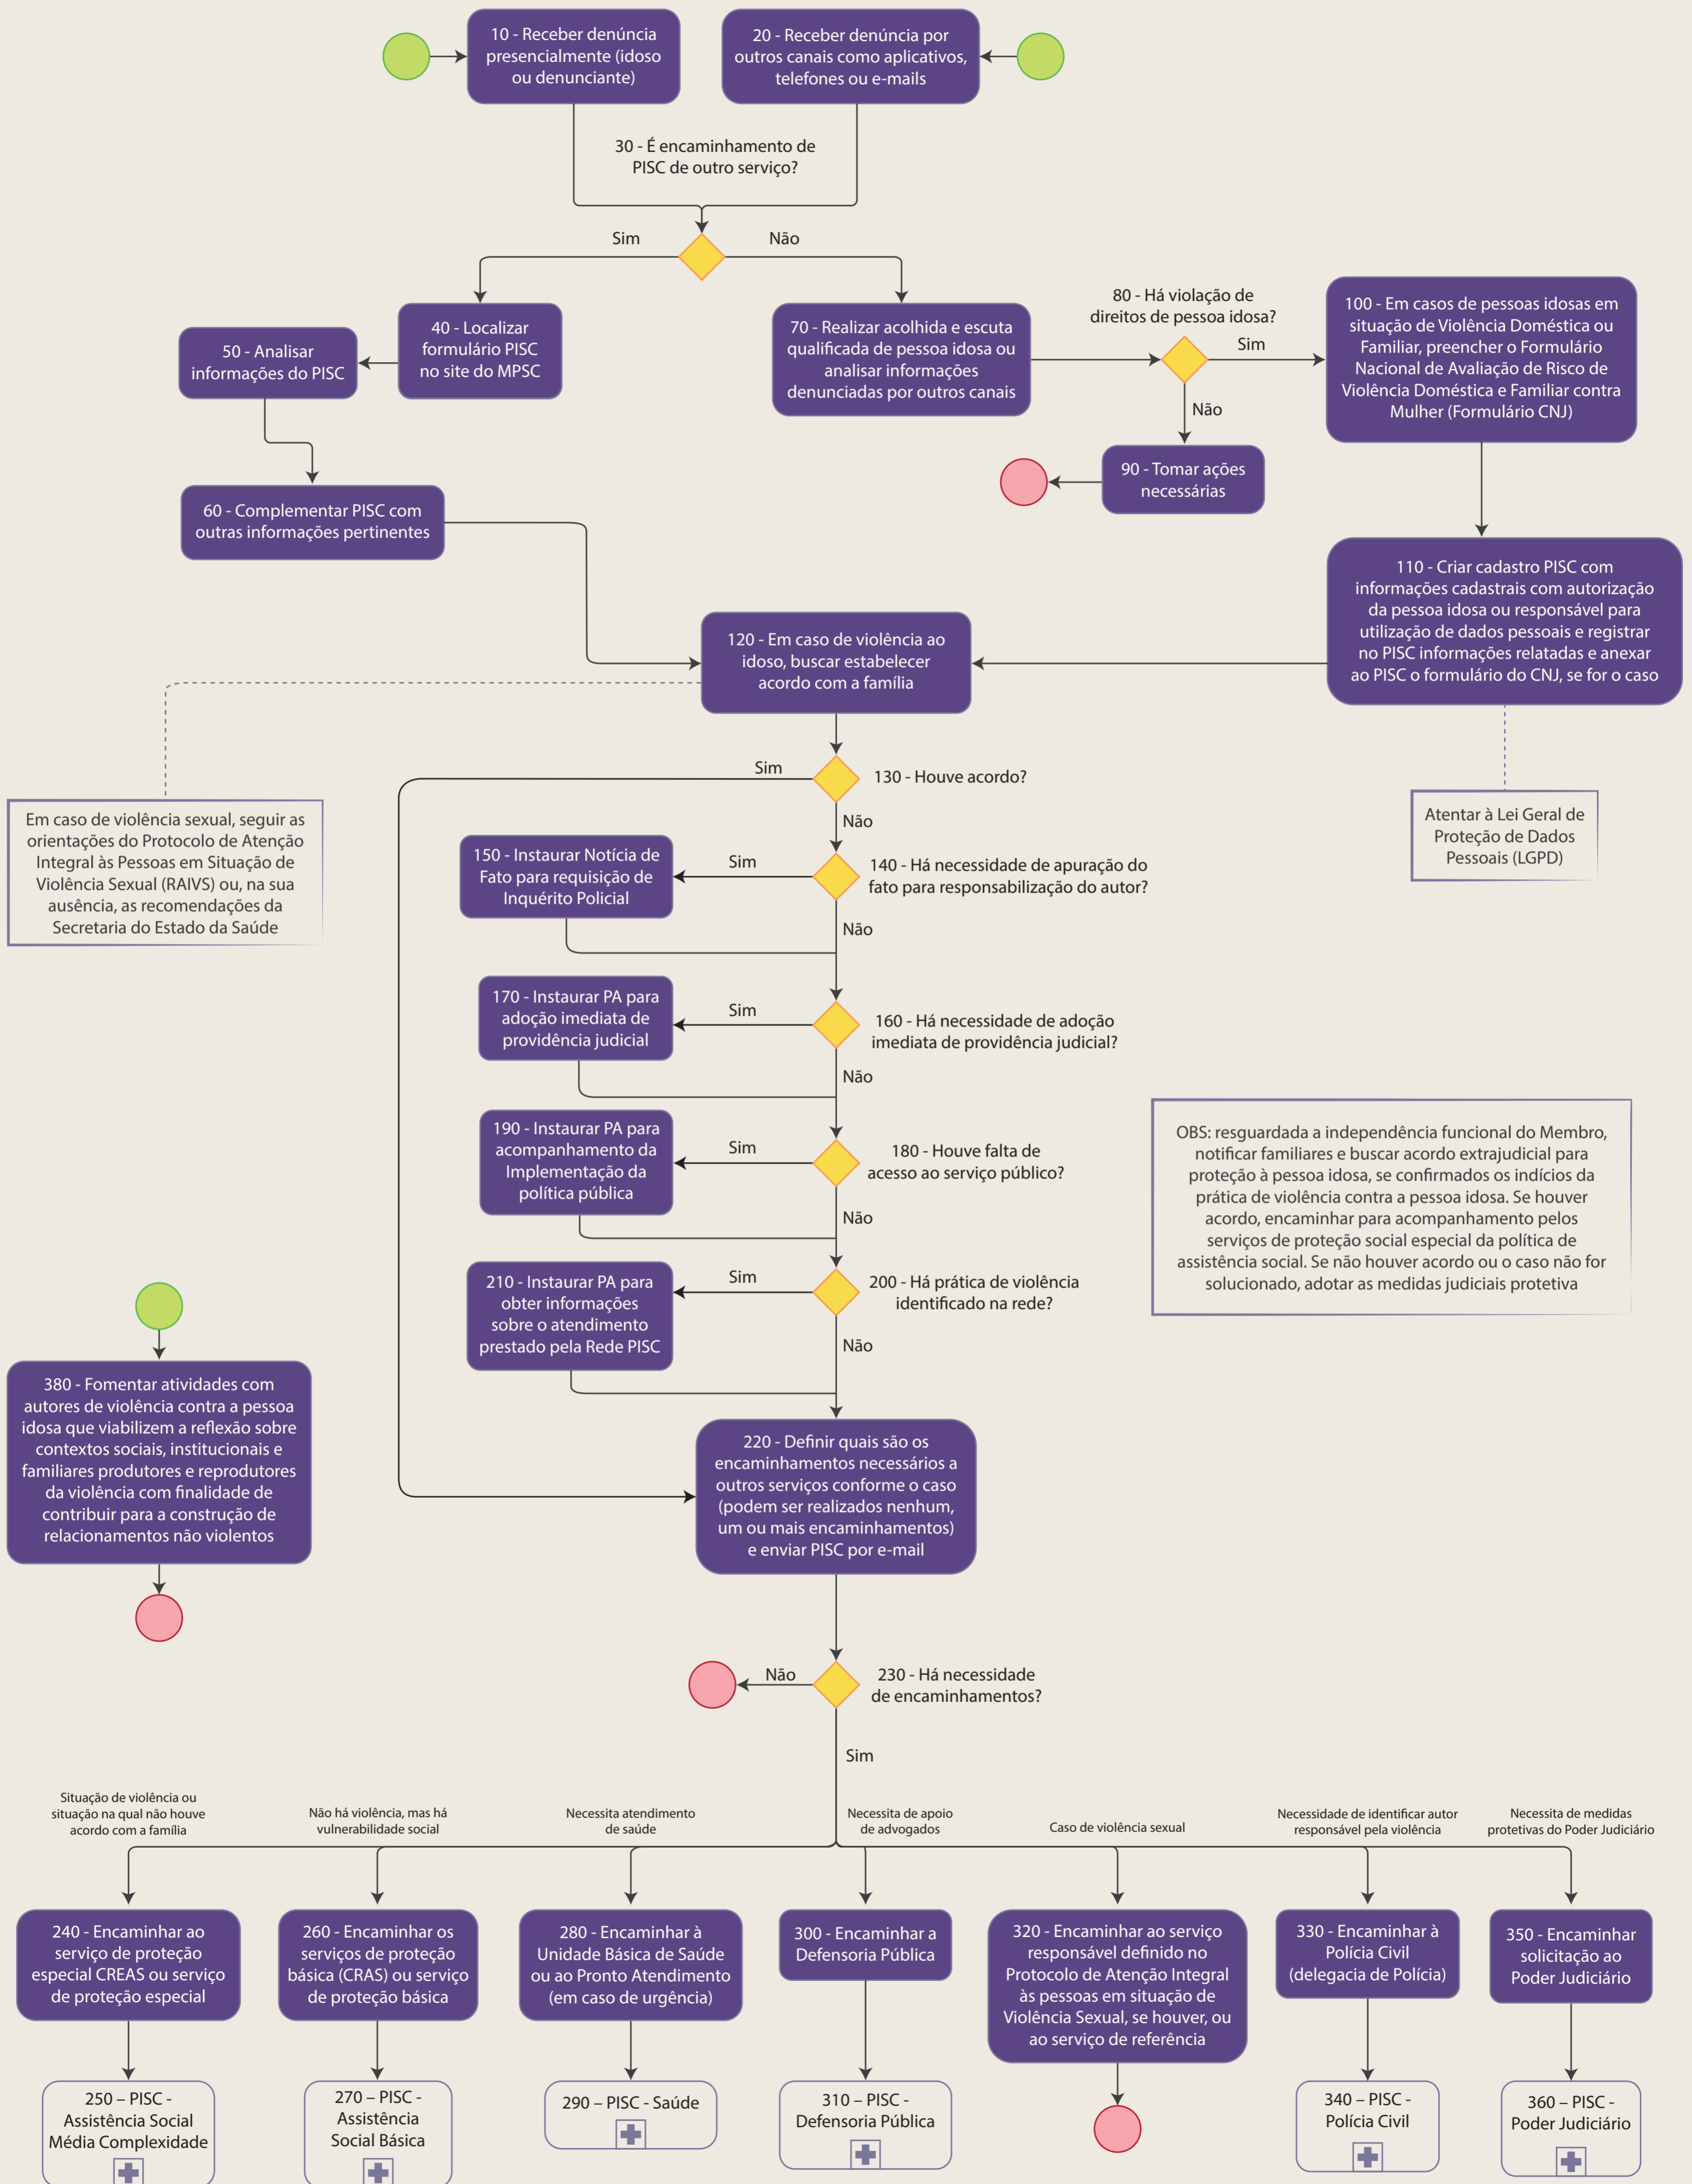 10 - Receber denúncia
presencialmente (idoso
ou denunciante)
20 - Receber denúncia por
outros canais como aplicativos,
telefones ou e-mails
30 - É encaminhamento de
PISC de outro serviço?
Sim
Não
40 - Localizar
formulário PISC
no site do MPSC
50 - Analisar
informações do PISC
60 - Complementar PISC com
outras informações pertinentes
70 - Realizar acolhida e escuta
qualificada de pessoa idosa ou
analisar informações
denunciadas por outros canais
80 - Há violação de
direitos de pessoa idosa?
Sim
Não
90 - Tomar ações
necessárias
100 - Em casos de pessoas idosas em
situação de Violência Doméstica ou
Familiar, preencher o Formulário
Nacional de Avaliação de Risco de
Violência Doméstica e Familiar contra
Mulher (Formulário CNJ)
110 - Criar cadastro PISC com
informações cadastrais com autorização
da pessoa idosa ou responsável para
utilização de dados pessoais e registrar
no PISC informações relatadas e anexar
ao PISC o formulário do CNJ, se for o caso
120 - Em caso de violência ao
idoso, buscar estabelecer
acordo com a família
Em caso de violência sexual, seguir as
orientações do Protocolo de Atenção
Integral às Pessoas em Situação de
Violência Sexual (RAIVS) ou, na sua
ausência, as recomendações da
Secretaria do Estado da Saúde
Atentar à Lei Geral de
Proteção de Dados
Pessoais (LGPD)
Sim
130 - Houve acordo?
Não
140 - Há necessidade de apuração do
fato para responsabilização do autor?
Sim
150 - Instaurar Notícia de
Fato para requisição de
Inquérito Policial
Não
160 - Há necessidade de adoção
imediata de providência judicial?
Sim
170 - Instaurar PA para
adoção imediata de
providência judicial
Não
180 - Houve falta de
acesso ao serviço público?
Sim
190 - Instaurar PA para
acompanhamento da
Implementação da
política pública
Não
200 - Há prática de violência
identificado na rede?
Sim
210 - Instaurar PA para
obter informações
sobre o atendimento
prestado pela Rede PISC
Não
OBS: resguardada a independência funcional do Membro,
notificar familiares e buscar acordo extrajudicial para
proteção à pessoa idosa, se confirmados os indícios da
prática de violência contra a pessoa idosa. Se houver
acordo, encaminhar para acompanhamento pelos
serviços de proteção social especial da política de
assistência social. Se não houver acordo ou o caso não for
solucionado, adotar as medidas judiciais protetiva
380 - Fomentar atividades com
autores de violência contra a pessoa
idosa que viabilizem a reflexão sobre
contextos sociais, institucionais e
familiares produtores e reprodutores
da violência com finalidade de
contribuir para a construção de
relacionamentos não violentos
220 - Definir quais são os
encaminhamentos necessários a
outros serviços conforme o caso
(podem ser realizados nenhum,
um ou mais encaminhamentos)
e enviar PISC por e-mail
Não
230 - Há necessidade
de encaminhamentos?
Sim
Situação de violência ou
situação na qual não houve
acordo com a família
Não há violência, mas há
vulnerabilidade social
Necessita atendimento
de saúde
Necessita de apoio
de advogados
Caso de violência sexual
Necessidade de identificar autor
responsável pela violência
Necessita de medidas
protetivas do Poder Judiciário
240 - Encaminhar ao
serviço de proteção
especial CREAS ou serviço
de proteção especial
260 - Encaminhar os
serviços de proteção
básica (CRAS) ou serviço
de proteção básica
280 - Encaminhar à
Unidade Básica de Saúde
ou ao Pronto Atendimento
(em caso de urgência)
300 - Encaminhar a
Defensoria Pública
320 - Encaminhar ao serviço
responsável definido no
Protocolo de Atenção Integral
às pessoas em situação de
Violência Sexual, se houver, ou
ao serviço de referência
330 - Encaminhar à
Polícia Civil
(delegacia de Polícia)
350 - Encaminhar
solicitação ao
Poder Judiciário
250 – PISC -
Assistência Social
Média Complexidade
270 – PISC -
Assistência
Social Básica
290 – PISC - Saúde
310 – PISC -
Defensoria Pública
340 – PISC -
Polícia Civil
360 – PISC -
Poder Judiciário